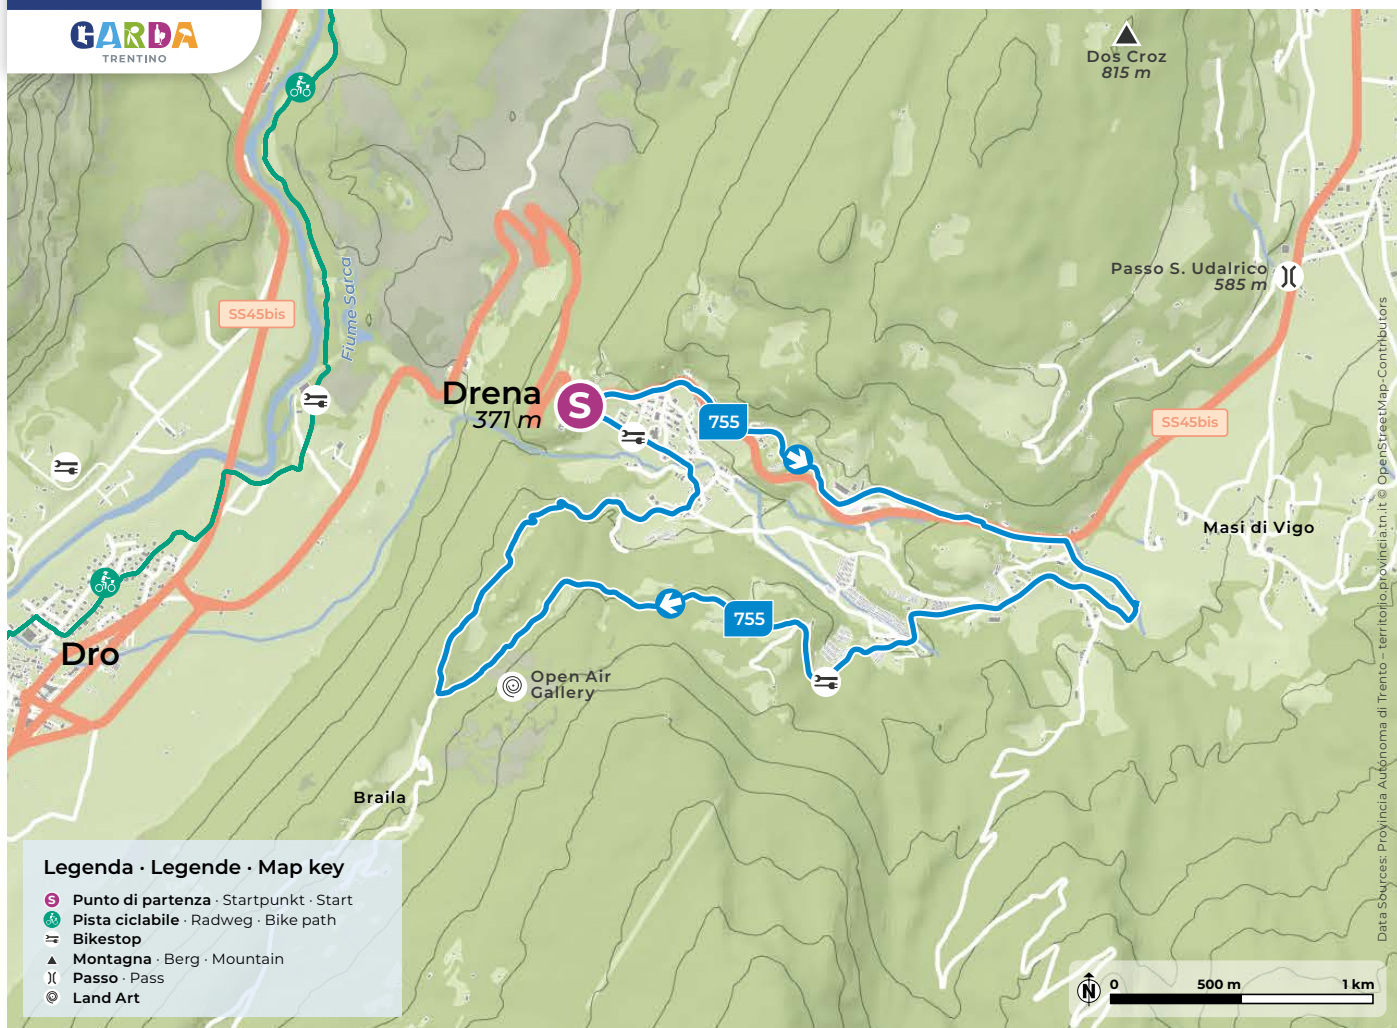 GARDA
TRENTINO
Dos Croz
815 m
Passo S. Udalrico
585 m
SS45bis
Fiume Sarca
Drena
371 m
S
755
SS45bis
Masi di Vigo
755
Dro
Open Air
Gallery
Braila
Legenda · Legende · Map key
S Punto di partenza · Startpunkt · Start
Pista ciclabile · Radweg · Bike path
Bikestop
Montagna · Berg · Mountain
Passo · Pass
Land Art
N
0 500 m 1 km
Data Sources: Provincia Autonoma di Trento – territorio.provincia.tn.it © OpenStreetMap-Contributors